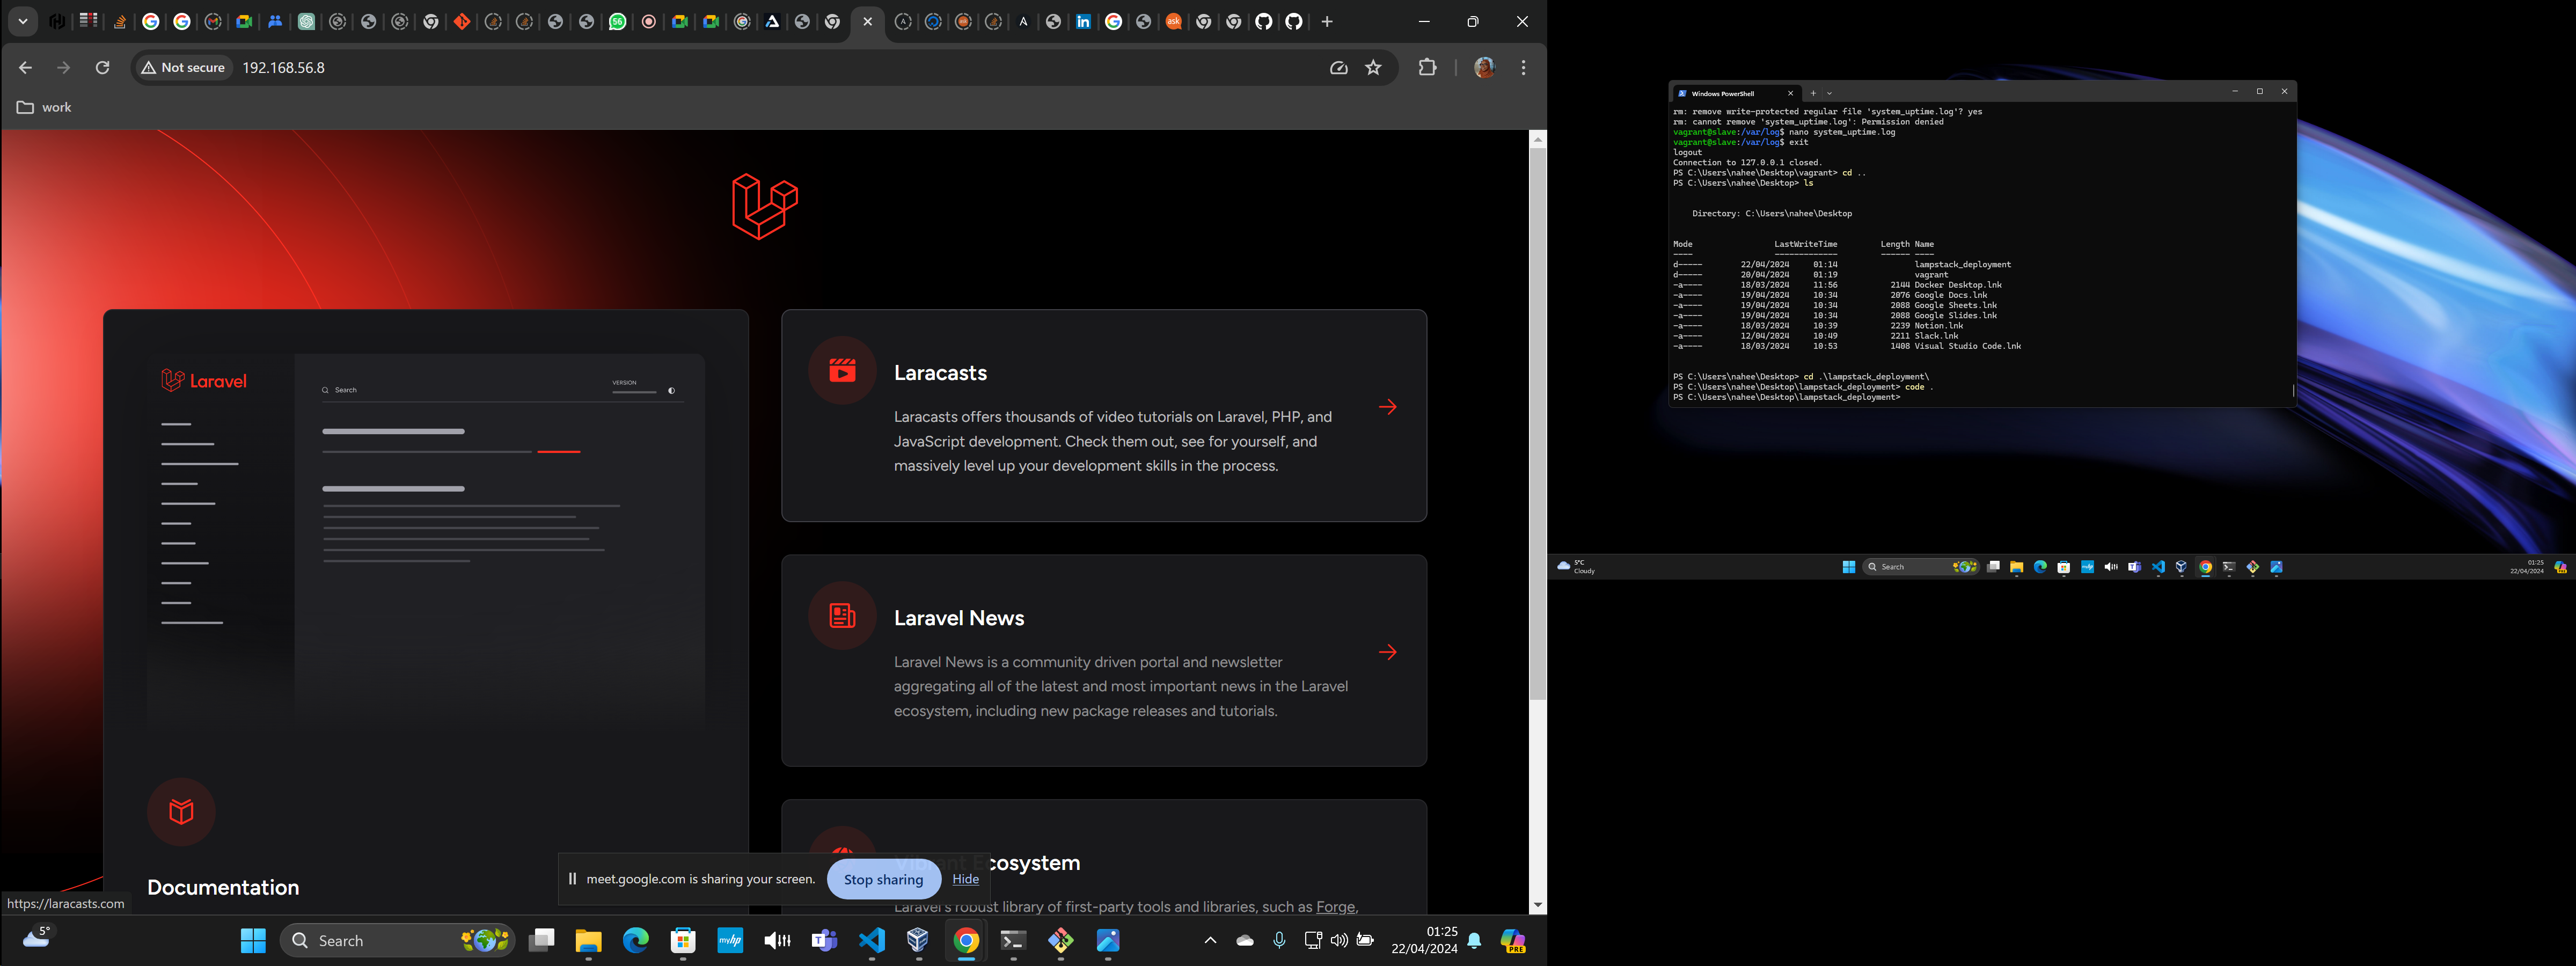 56
ask
Not secure
192.168.56.8
work
Laravel
Search
VERSION
Documentation
Laracasts
Laracasts offers thousands of video tutorials on Laravel, PHP, and
JavaScript development. Check them out, see for yourself, and
massively level up your development skills in the process.
Laravel News
Laravel News is a community driven portal and newsletter
aggregating all of the latest and most important news in the Laravel
ecosystem, including new package releases and tutorials.
Vibrant Ecosystem
Laravel's robust library of first-party tools and libraries, such as Forge,
meet.google.com is sharing your screen.
Stop sharing
Hide
https://laracasts.com
5°
Search
myhp
01:25
22/04/2024
PRE
Windows PowerShell
rm: remove write-protected regular file 'system_uptime.log'? yes
rm: cannot remove 'system_uptime.log': Permission denied
vagrant@slave:/var/log$ nano system_uptime.log
vagrant@slave:/var/log$ exit
logout
Connection to 127.0.0.1 closed.
PS C:\Users\nahee\Desktop\vagrant> cd ..
PS C:\Users\nahee\Desktop> ls
Directory: C:\Users\nahee\Desktop
Mode LastWriteTime Length Name
---- ------------- ------ ----
d----- 22/04/2024 01:14 lampstack_deployment
d----- 20/04/2024 01:19 vagrant
-a---- 18/03/2024 11:56 2144 Docker Desktop.lnk
-a---- 19/04/2024 10:34 2076 Google Docs.lnk
-a---- 19/04/2024 10:34 2088 Google Sheets.lnk
-a---- 19/04/2024 10:34 2088 Google Slides.lnk
-a---- 18/03/2024 10:39 2239 Notion.lnk
-a---- 12/04/2024 10:49 2211 Slack.lnk
-a---- 18/03/2024 10:53 1408 Visual Studio Code.lnk
PS C:\Users\nahee\Desktop> cd .\lampstack_deployment\
PS C:\Users\nahee\Desktop\lampstack_deployment> code .
PS C:\Users\nahee\Desktop\lampstack_deployment>
5°C
Cloudy
Search
01:25
22/04/2024